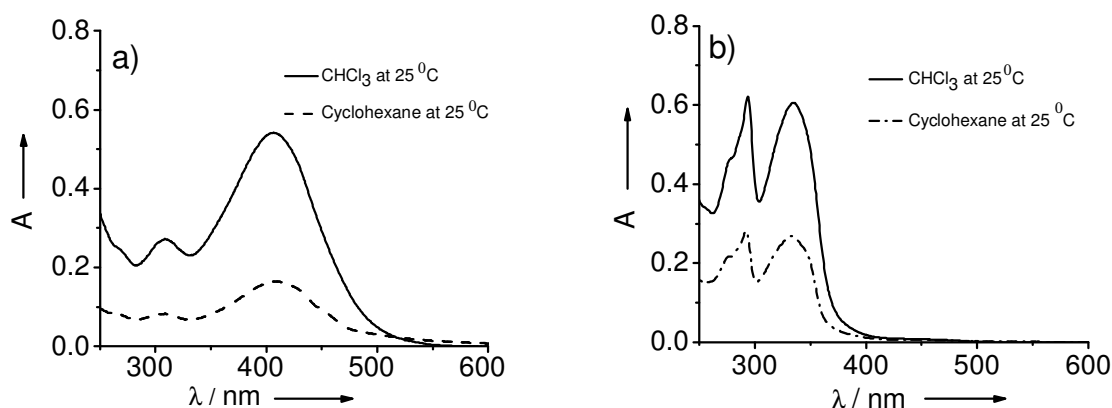 a)
CHCl₃ at 25 ⁰C
Cyclohexane at 25 ⁰C
0.8
0.6
0.4
0.2
0.0
A
300
400
500
600
λ / nm
b)
CHCl₃ at 25⁰C
Cyclohexane at 25 ⁰C
0.8
0.6
0.4
0.2
0.0
A
300
400
500
600
λ / nm